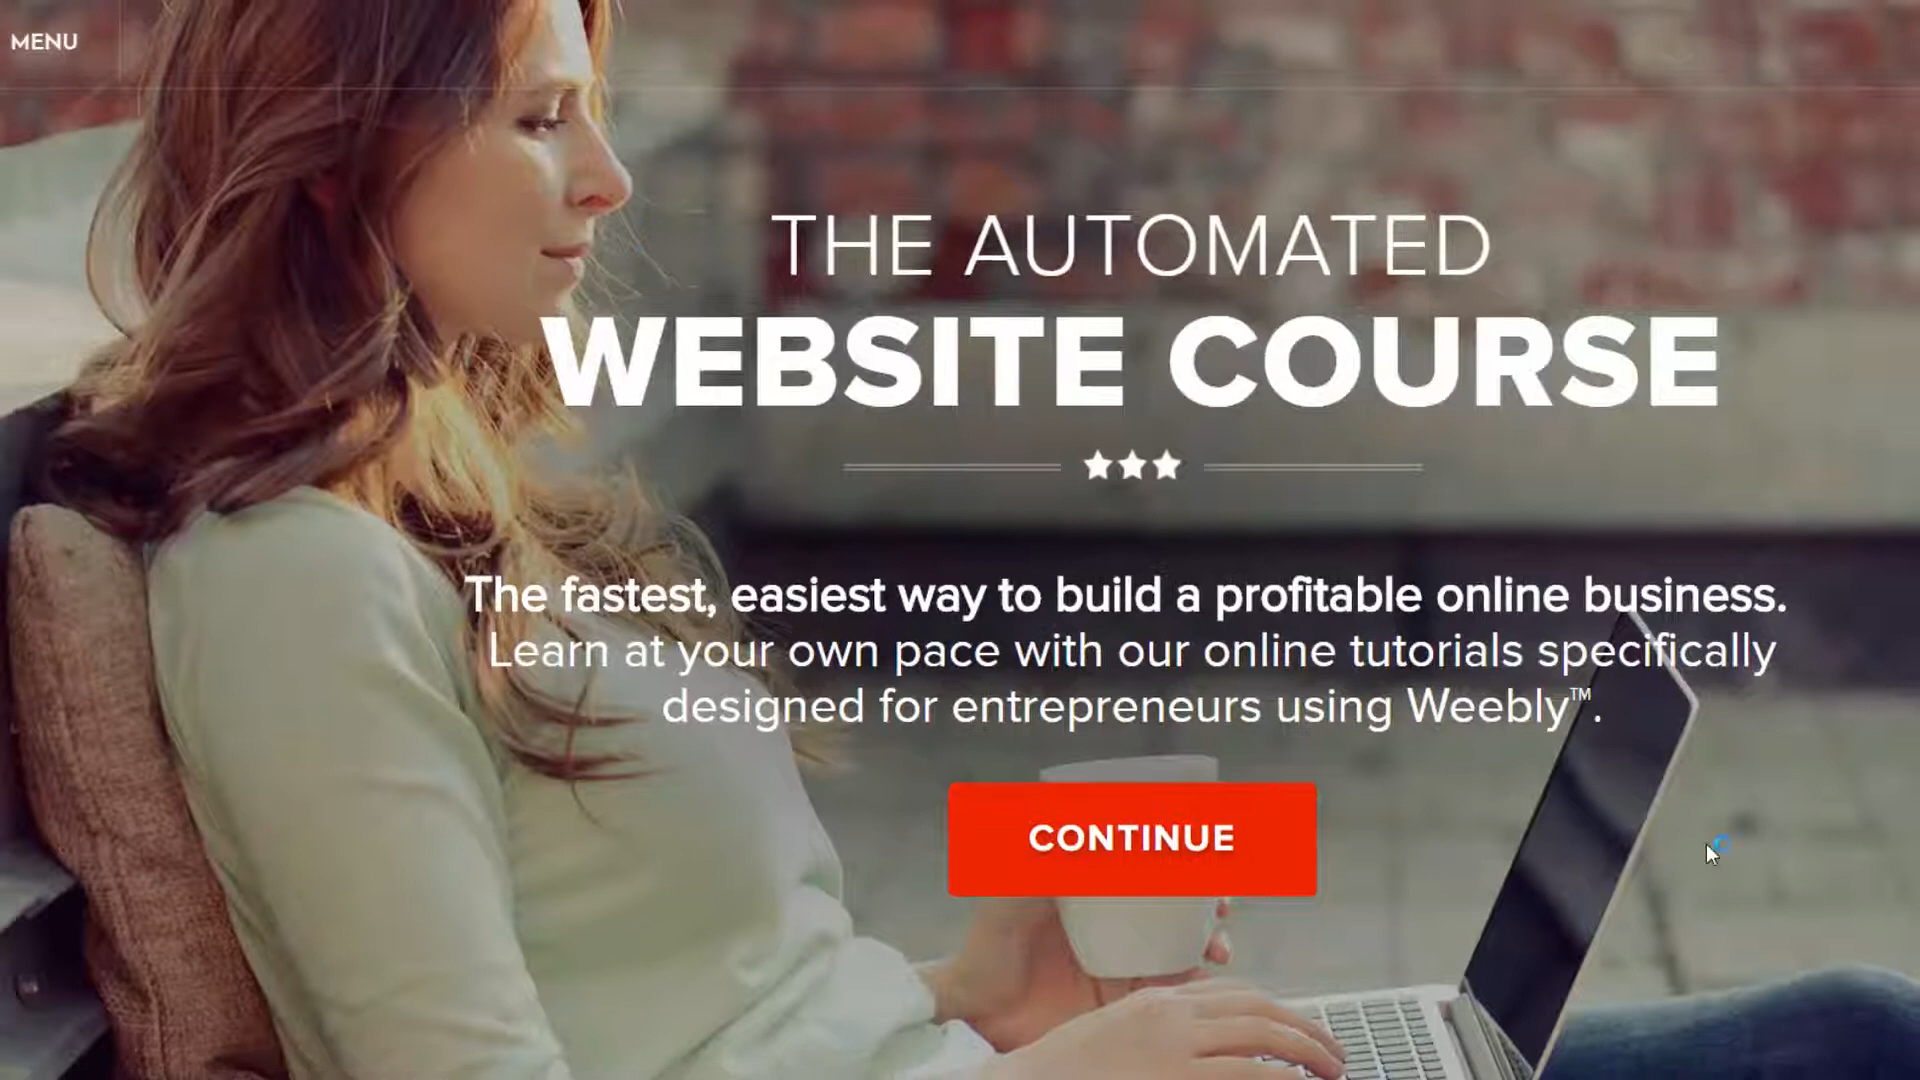 MENU
THE AUTOMATED
WEBSITE COURSE
The fastest, easiest way to build a profitable online business.
Learn at your own pace with our online tutorials specifically
designed for entrepreneurs using Weebly™.
CONTINUE